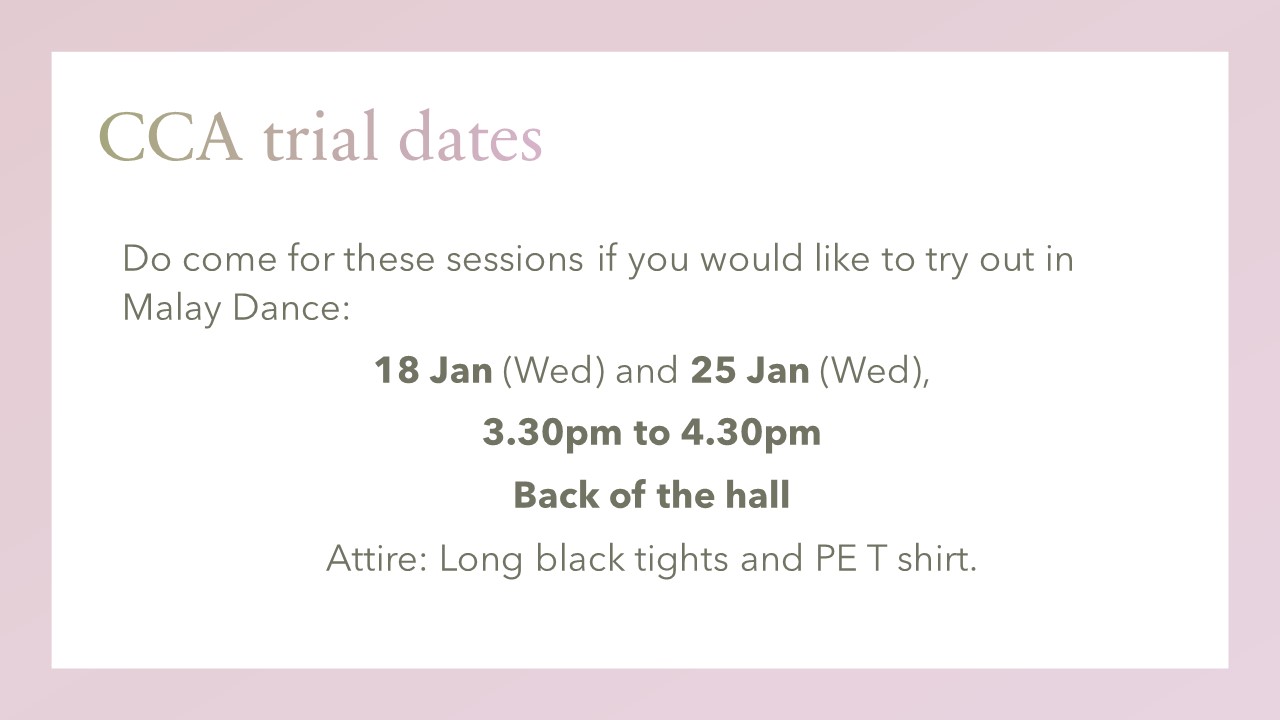 CCA trial dates
Do come for these sessions if you would like to try out in
Malay Dance:
18 Jan (Wed) and 25 Jan (Wed),
3.30pm to 4.30pm
Back of the hall
Attire: Long black tights and PE T shirt.